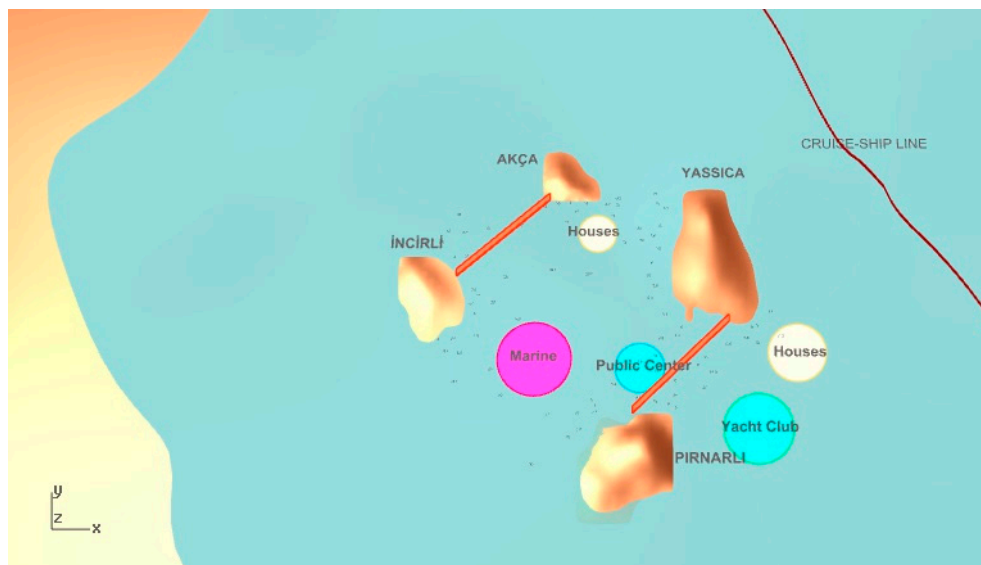 CRUISE-SHIP LINE
AKÇA
YASSICA
Houses
İNCİRLİ
Marine
Public Center
Houses
Yacht Club
PIRNARLI
y
z
x